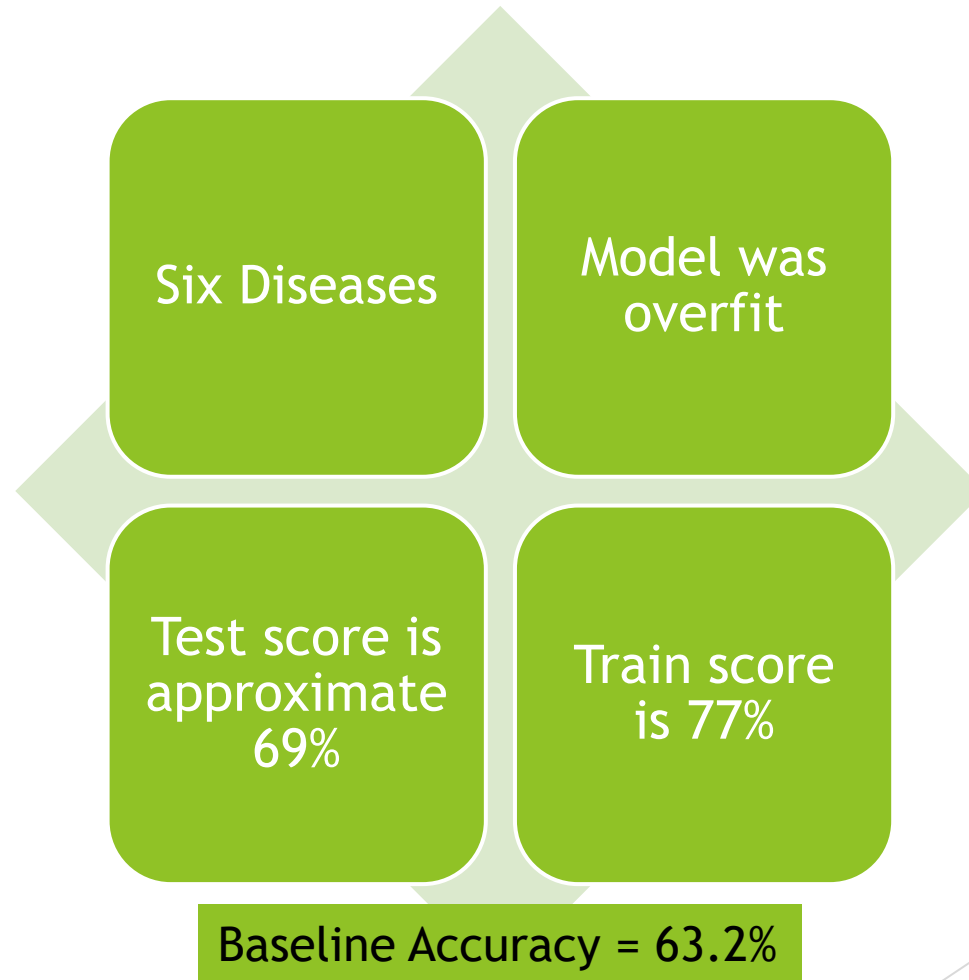 Six Diseases
Model was
overfit
Test score is
approximate
69%
Train score
is 77%
Baseline Accuracy = 63.2%